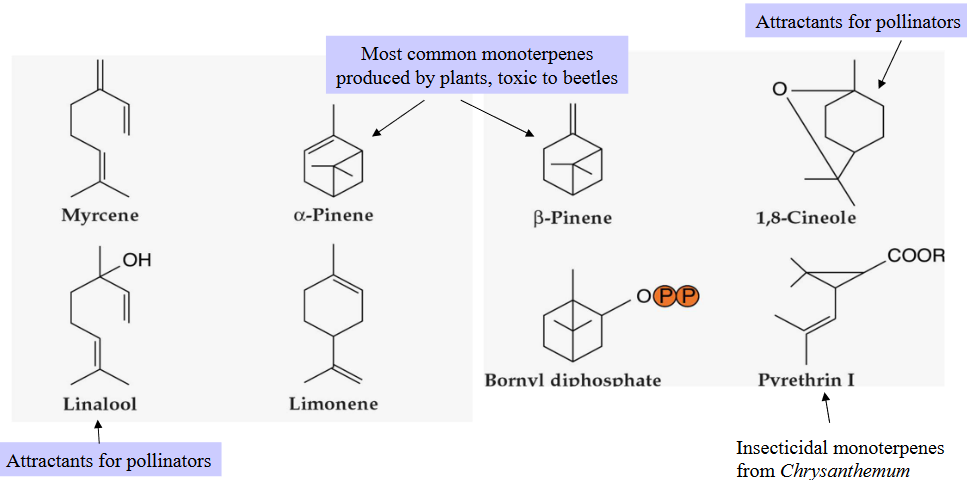 Attractants for pollinators
Most common monoterpenes
produced by plants, toxic to beetles
O
Myrcene
α-Pinene
β-Pinene
1,8-Cineole
OH
COOR
O P P
Linalool
Limonene
Bornyl diphosphate
Pyrethrin I
Attractants for pollinators
Insecticidal monoterpenes
from Chrysanthemum